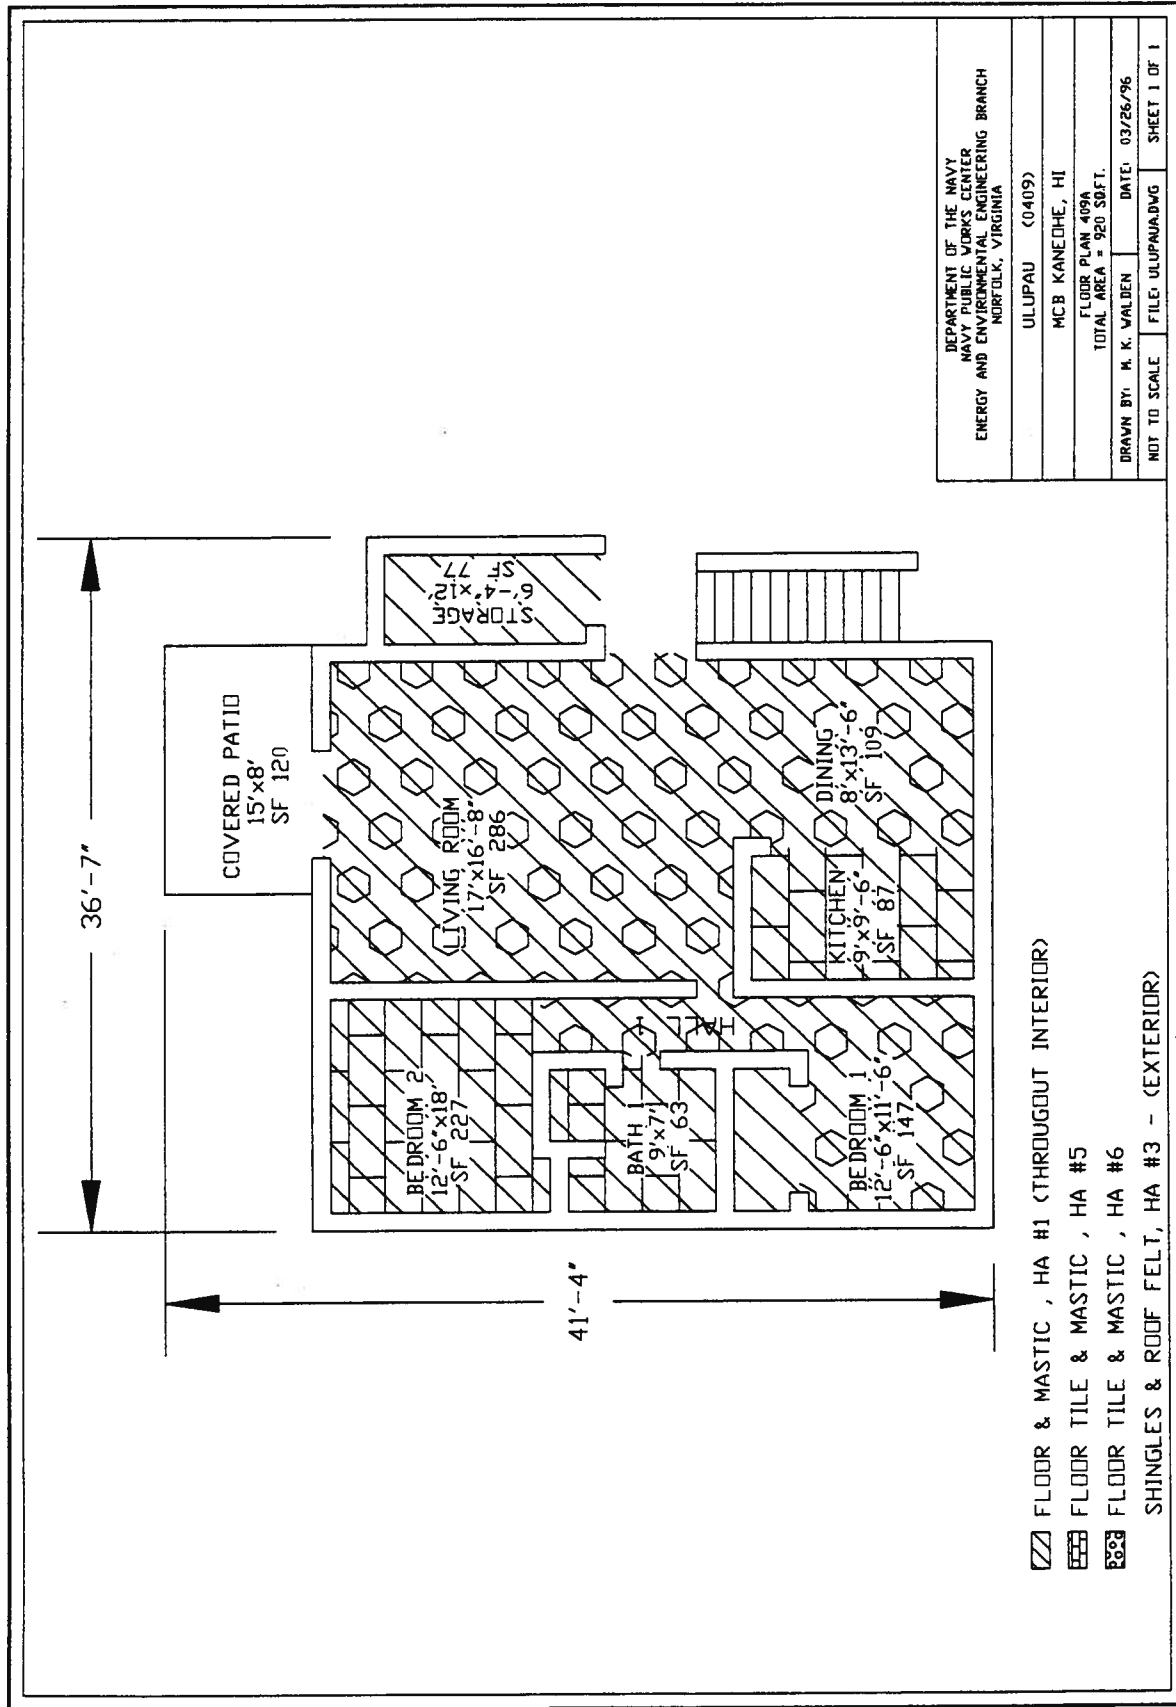 36'-7"
41'-4"
COVERED PATIO
15'x8'
SF 120
STORAGE
6'-4"x12'
SF 77
LIVING ROOM
17'x16'-8"
SF 286
BEDROOM 2
12'-6"x18'
SF 227
HALL 1
BATH 1
9'x7'
SF 63
BEDROOM 1
12'-6"x11'-6"
SF 147
KITCHEN
9'x9'-6"
SF 87
DINING
8'x13'-6"
SF 109
FLOOR & MASTIC , HA #1 (THROUGOUT INTERIOR)
FLOOR TILE & MASTIC , HA #5
FLOOR TILE & MASTIC , HA #6
SHINGLES & ROOF FELT, HA #3 - (EXTERIOR)
DEPARTMENT OF THE NAVY
NAVY PUBLIC WORKS CENTER
ENERGY AND ENVIRONMENTAL ENGINEERING BRANCH
NORFOLK, VIRGINIA
ULUPAU (0409)
MCB KANEOHE, HI
FLOOR PLAN 409A
TOTAL AREA = 920 SQ.FT.
DRAWN BY: M. K. WALDEN DATE: 03/26/96
NOT TO SCALE FILE: ULUPAUA.DWG SHEET 1 OF 1